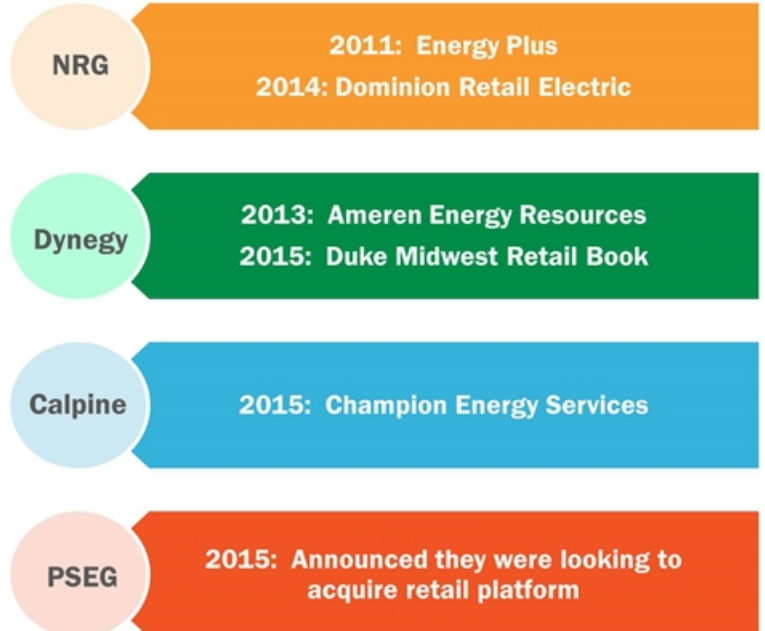 NRG
2011: Energy Plus
2014: Dominion Retail Electric
Dynegy
2013: Ameren Energy Resources
2015: Duke Midwest Retail Book
Calpine
2015: Champion Energy Services
PSEG
2015: Announced they were looking to
acquire retail platform